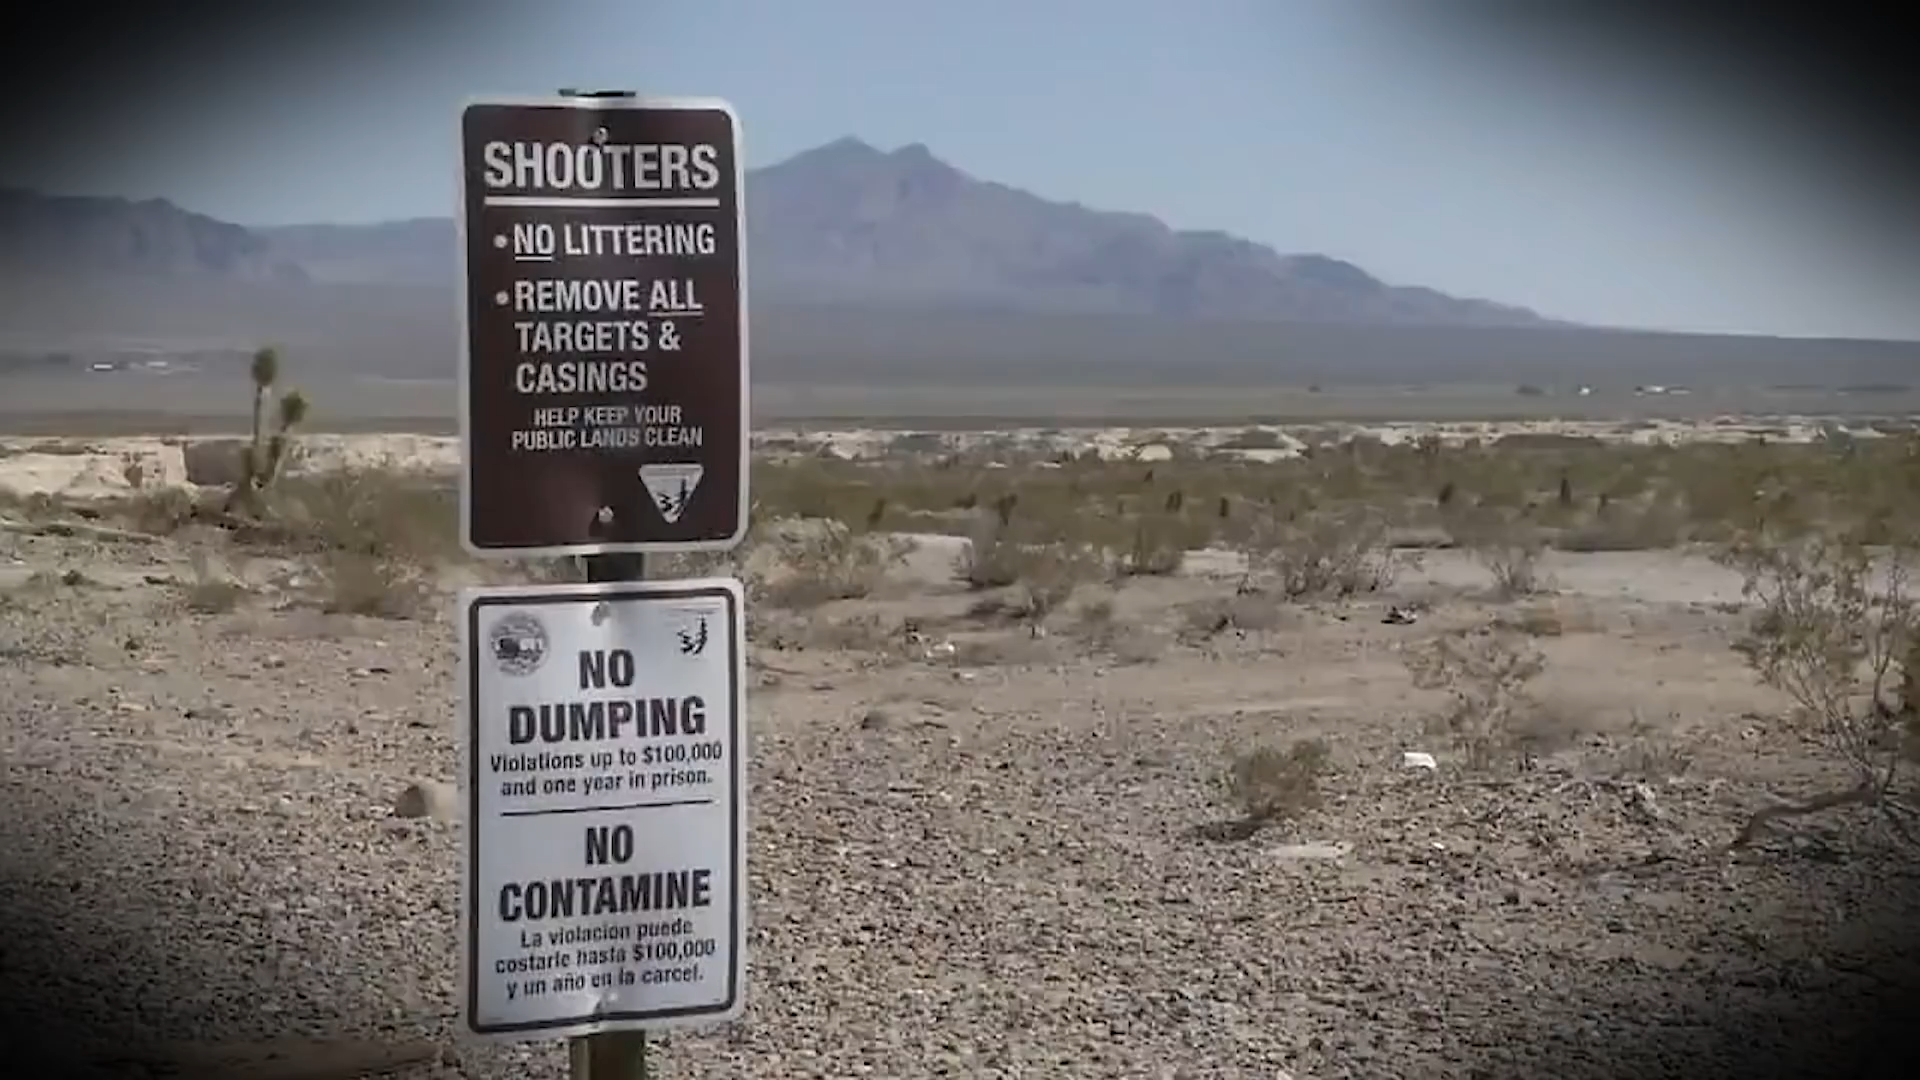 SHOOTERS
• NO LITTERING
• REMOVE ALL
TARGETS &
CASINGS
HELP KEEP YOUR
PUBLIC LANDS CLEAN
NO
DUMPING
Violations up to $100,000
and one year in prison.
NO
CONTAMINE
La violación puede
costarle hasta $100,000
y un año en la carcel.